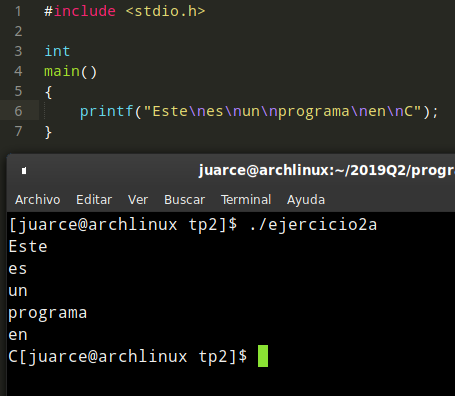 1 #include <stdio.h>
2
3 int
4 main()
5 {
6 printf("Este\nes\nun\nprograma\nen\nC");
7 }
juarce@archlinux:~/2019Q2/progra
Archivo Editar Ver Buscar Terminal Ayuda
[juarce@archlinux tp2]$ ./ejercicio2a
Este
es
un
programa
en
C[juarce@archlinux tp2]$